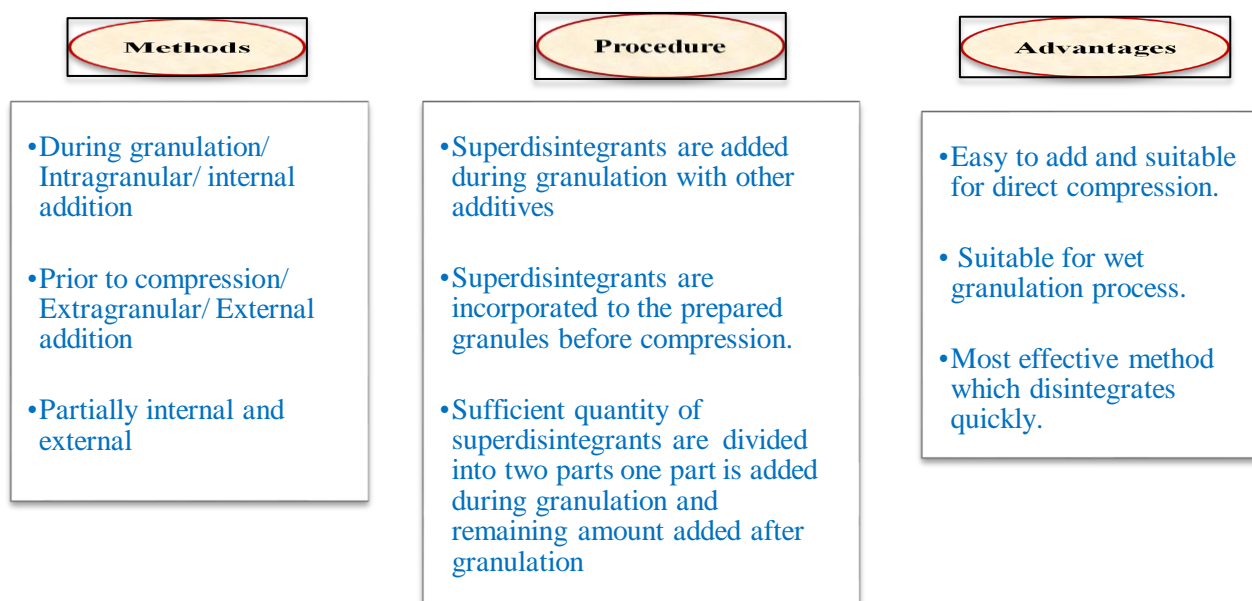 Methods
•During granulation/
Intragranular/ internal
addition
•Prior to compression/
Extragranular/ External
addition
•Partially internal and
external
Procedure
•Superdisintegrants are added
during granulation with other
additives
•Superdisintegrants are
incorporated to the prepared
granules before compression.
•Sufficient quantity of
superdisintegrants are divided
into two parts one part is added
during granulation and
remaining amount added after
granulation
Advantages
•Easy to add and suitable
for direct compression.
• Suitable for wet
granulation process.
•Most effective method
which disintegrates
quickly.